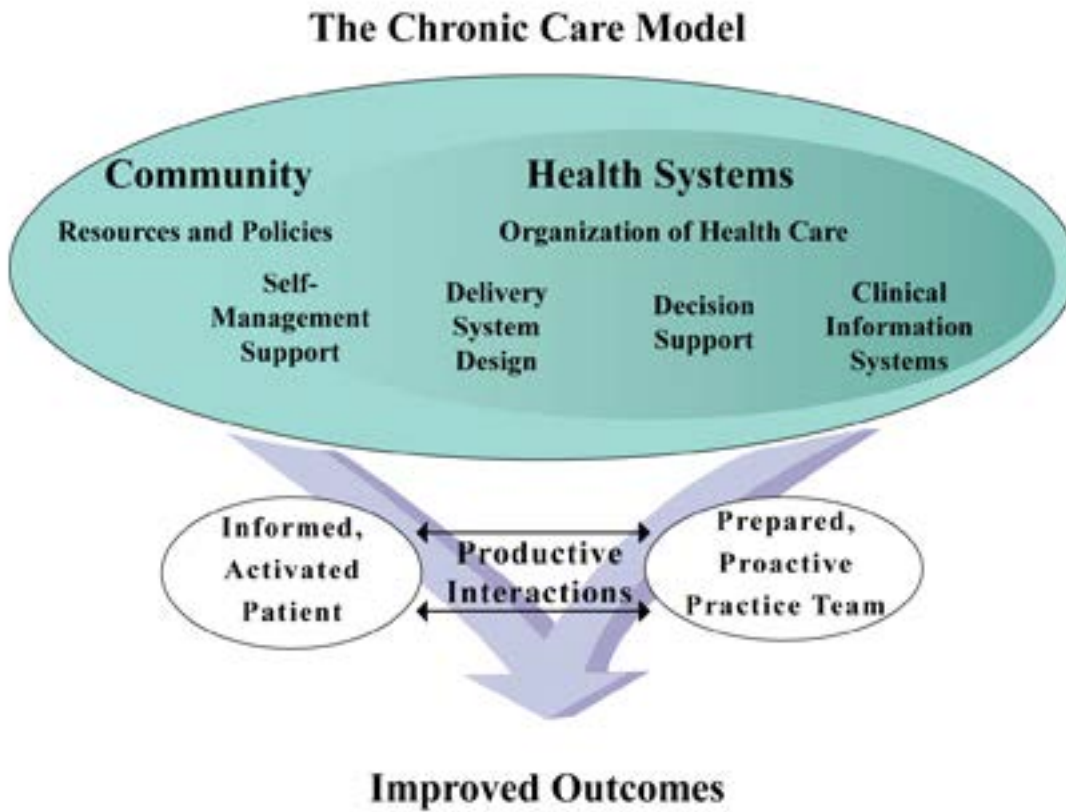 The Chronic Care Model
Community
Resources and Policies
Health Systems
Organization of Health Care
Self-
Management
Support
Delivery
System
Design
Decision
Support
Clinical
Information
Systems
Informed,
Activated
Patient
Productive
Interactions
Prepared,
Proactive
Practice Team
Improved Outcomes